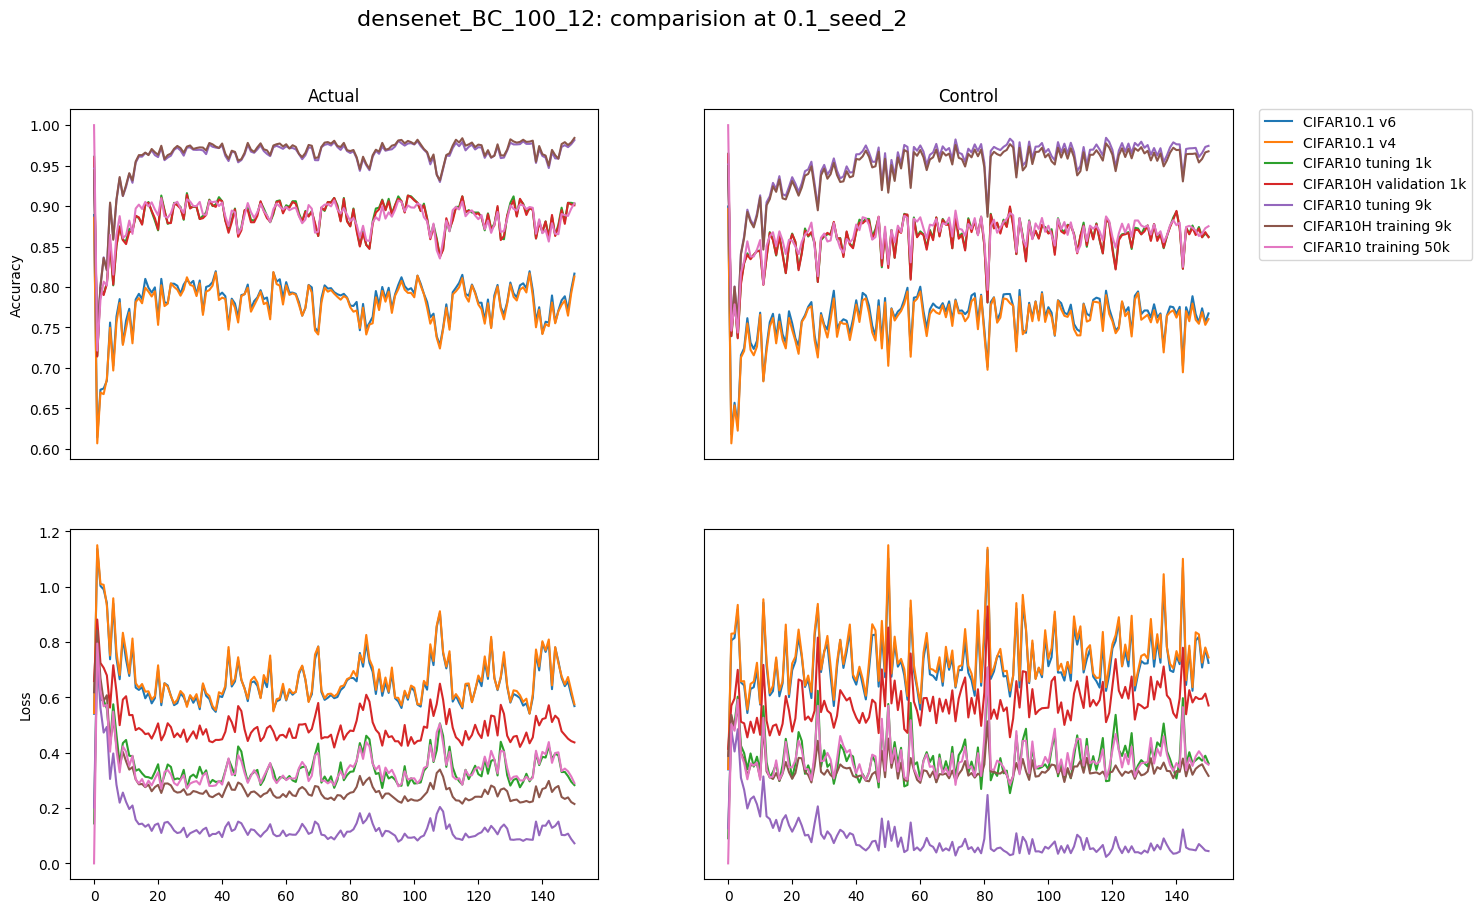 densenet_BC_100_12: comparision at 0.1_seed_2
Actual
Control
1.00
0.95
0.90
0.85
0.80
0.75
0.70
0.65
0.60
Accuracy
CIFAR10.1 v6
CIFAR10.1 v4
CIFAR10 tuning 1k
CIFAR10H validation 1k
CIFAR10 tuning 9k
CIFAR10H training 9k
CIFAR10 training 50k
1.2
1.0
0.8
0.6
0.4
0.2
0.0
Loss
0 20 40 60 80 100 120 140
0 20 40 60 80 100 120 140